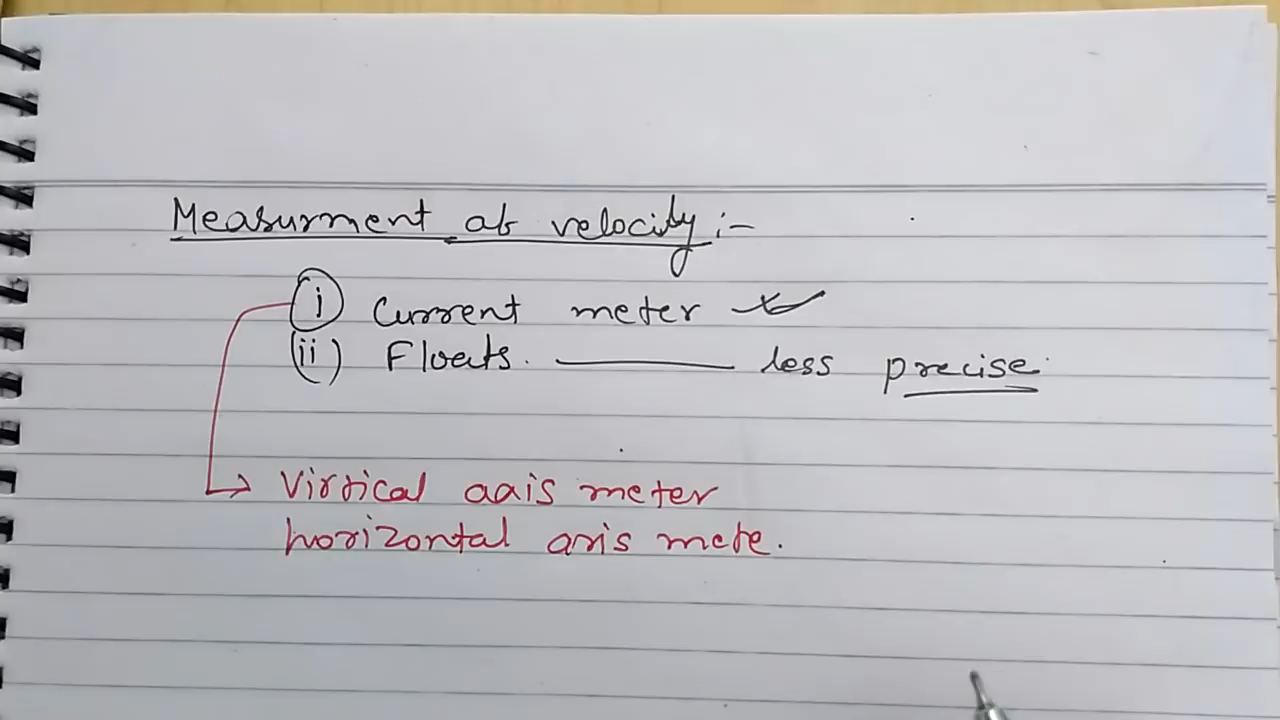 Measurment of velocity :-
(i) Current meter
(ii) Floats. —— less precise.
Virtical axis meter
horizontal axis mete.